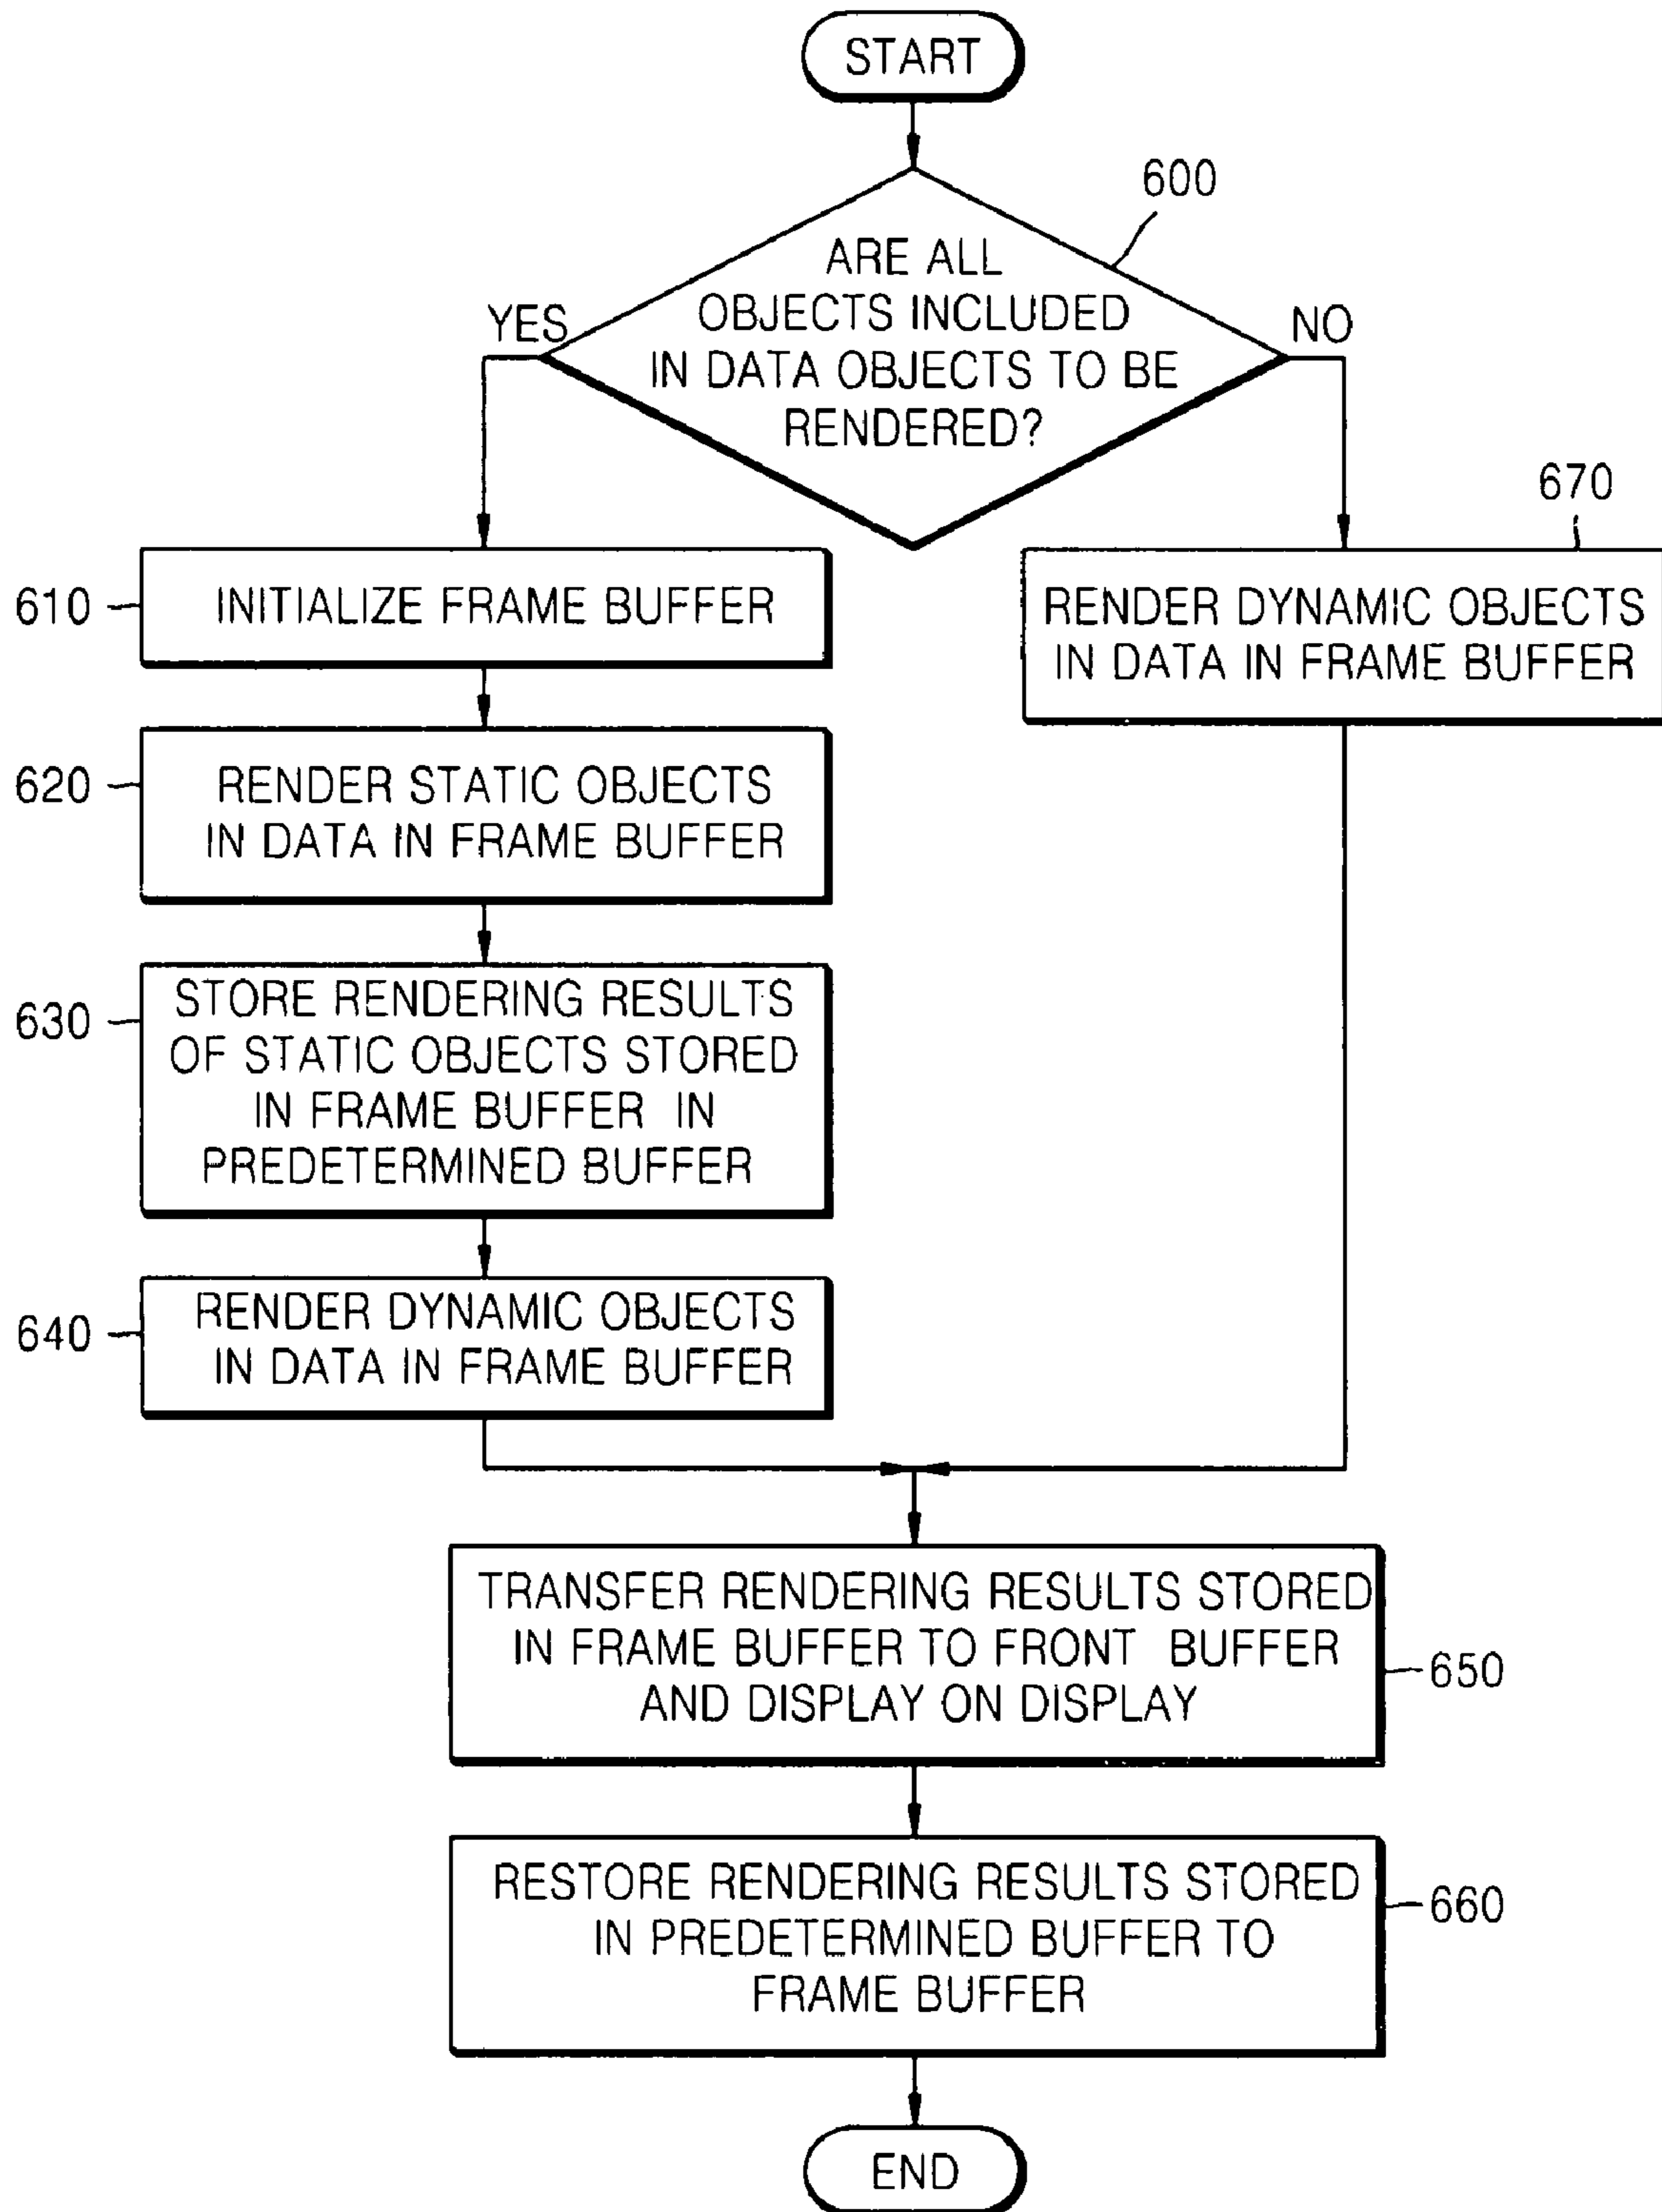 START
600
ARE ALL
OBJECTS INCLUDED
IN DATA OBJECTS TO BE
RENDERED?
YES
NO
670
610
INITIALIZE FRAME BUFFER
RENDER DYNAMIC OBJECTS
IN DATA IN FRAME BUFFER
620
RENDER STATIC OBJECTS
IN DATA IN FRAME BUFFER
630
STORE RENDERING RESULTS
OF STATIC OBJECTS STORED
IN FRAME BUFFER IN
PREDETERMINED BUFFER
640
RENDER DYNAMIC OBJECTS
IN DATA IN FRAME BUFFER
TRANSFER RENDERING RESULTS STORED
IN FRAME BUFFER TO FRONT BUFFER
AND DISPLAY ON DISPLAY
650
RESTORE RENDERING RESULTS STORED
IN PREDETERMINED BUFFER TO
FRAME BUFFER
660
END